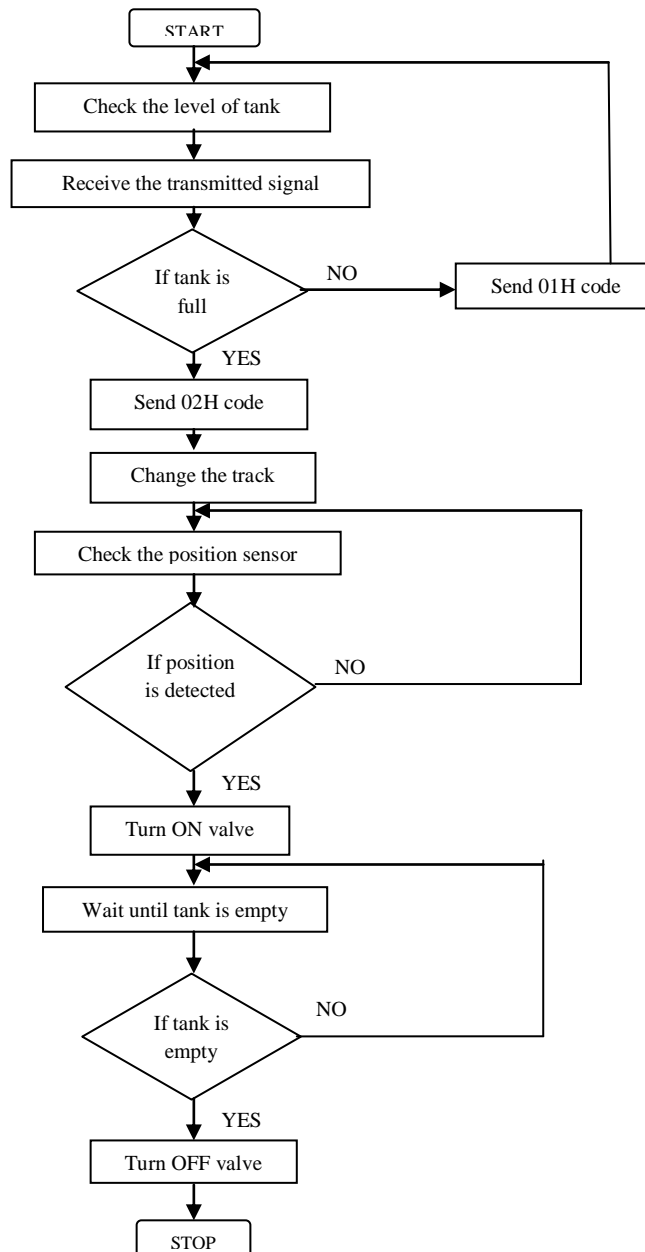 START
Check the level of tank
Receive the transmitted signal
If tank is
full
NO
Send 01H code
YES
Send 02H code
Change the track
Check the position sensor
If position
is detected
NO
YES
Turn ON valve
Wait until tank is empty
If tank is
empty
NO
YES
Turn OFF valve
STOP